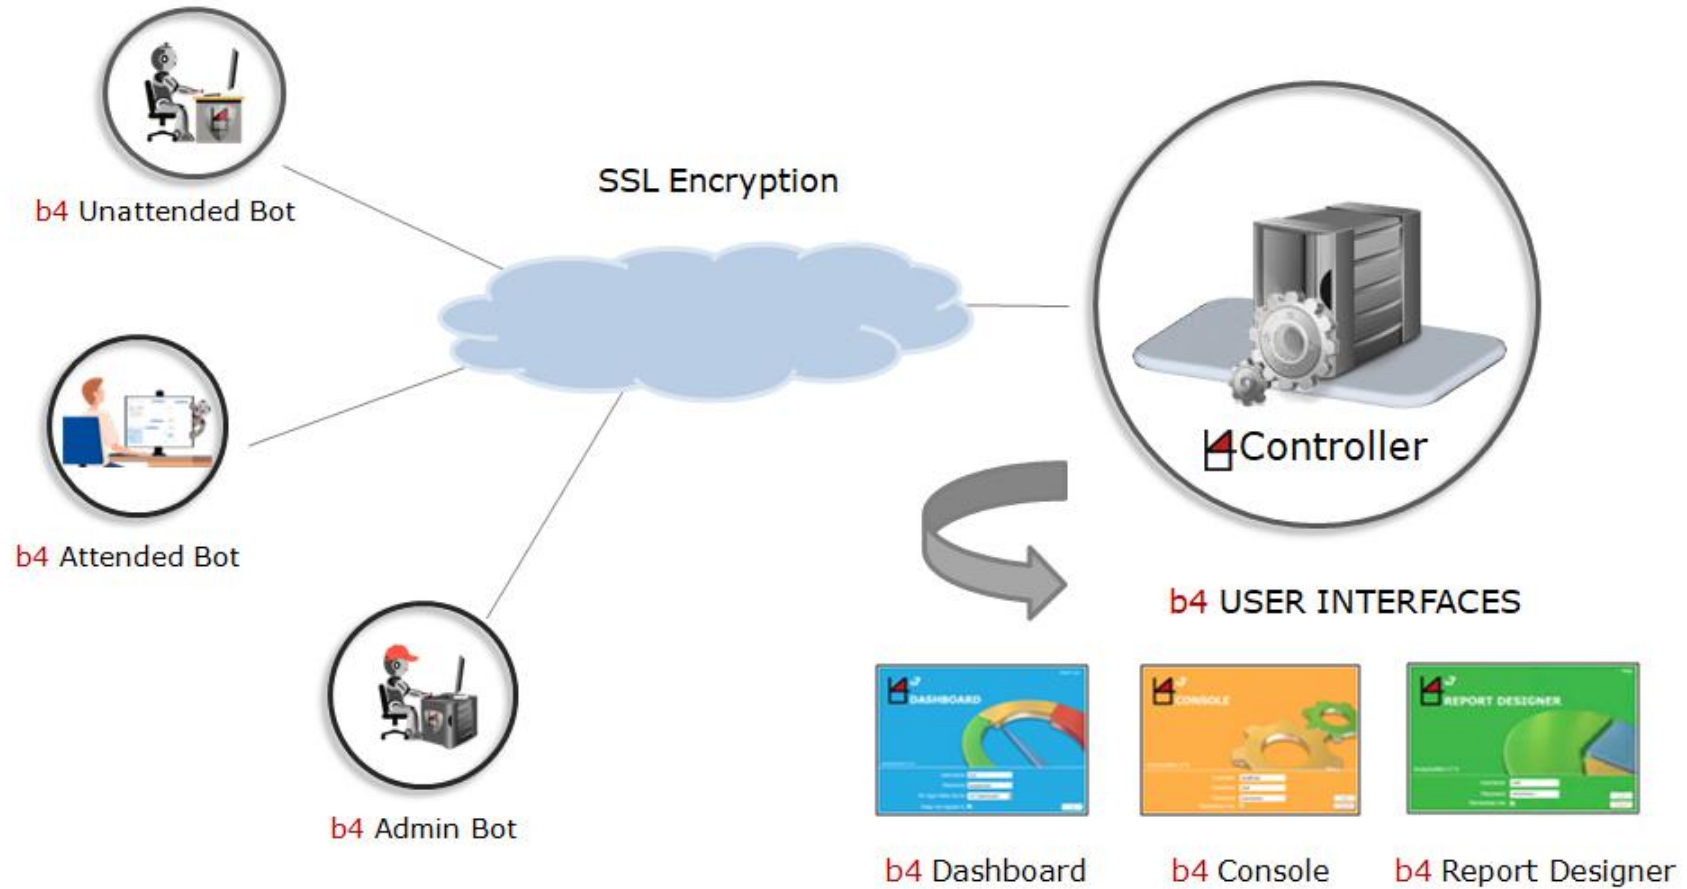 b4 Unattended Bot
SSL Encryption
b4 Attended Bot
b4 Admin Bot
Controller
b4 USER INTERFACES
DASHBOARD
CONSOLE
REPORT DESIGNER
b4 Dashboard
b4 Console
b4 Report Designer